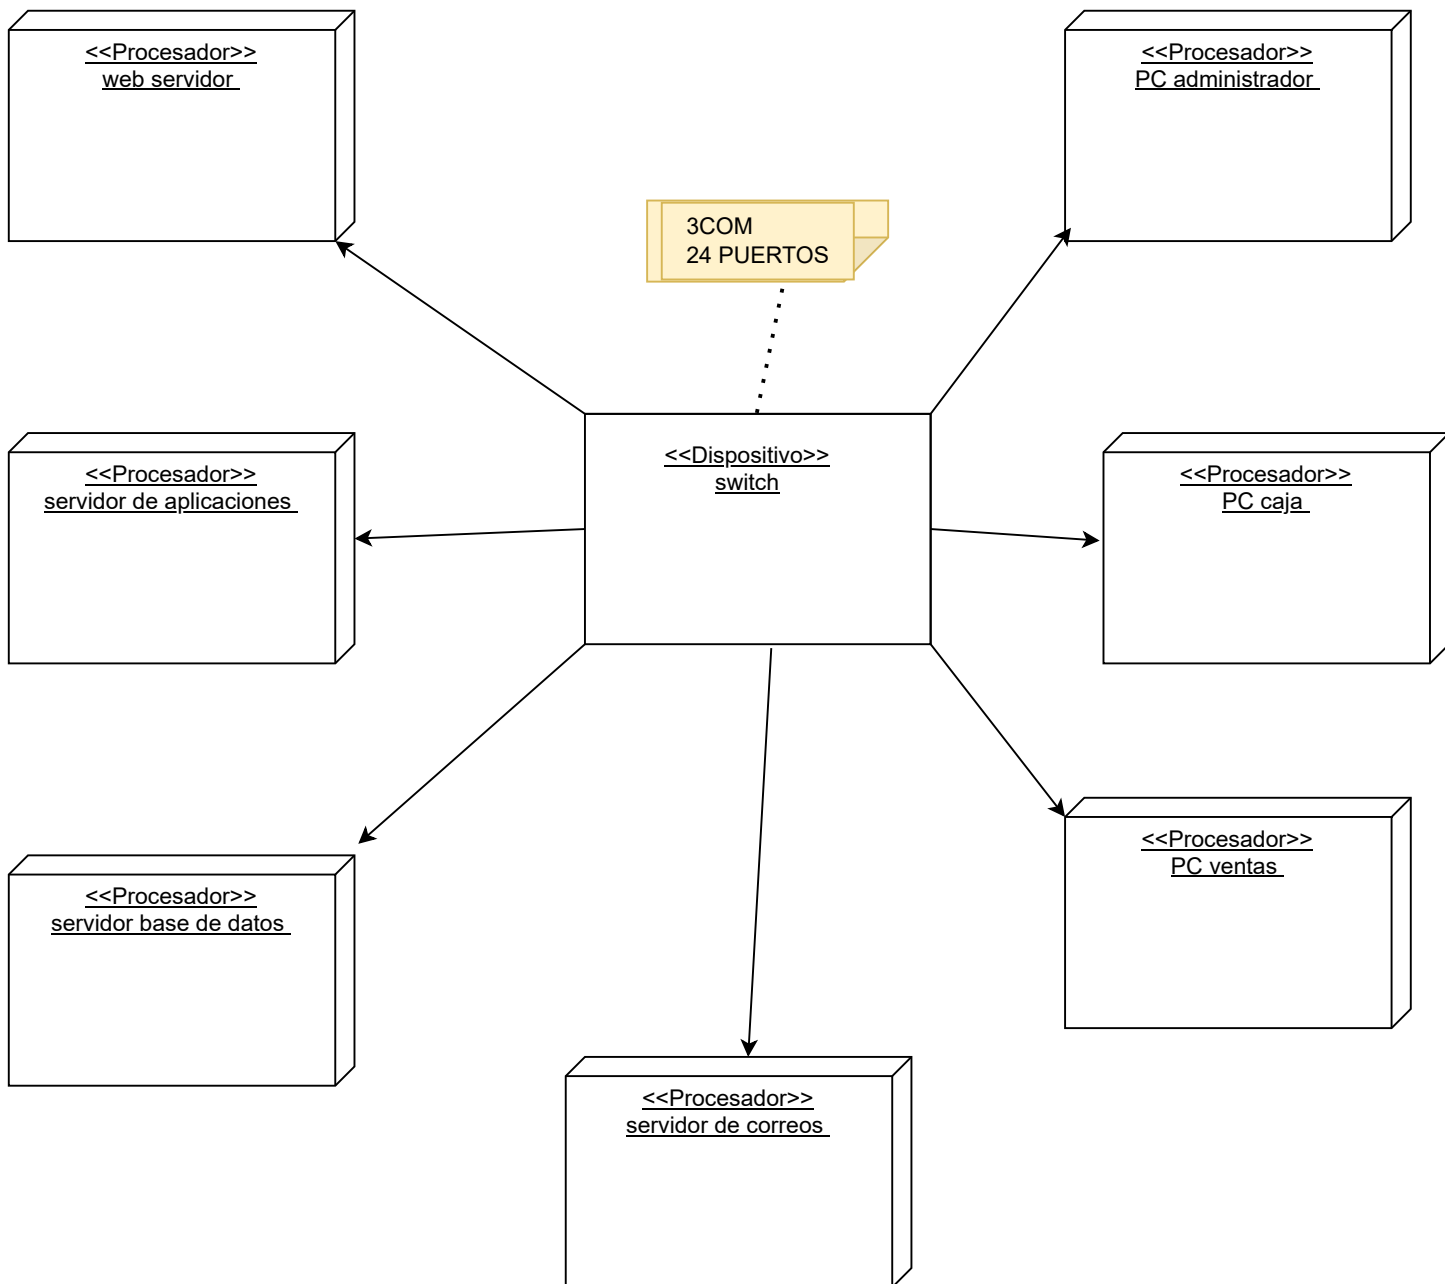 <<Procesador>>
web servidor
<<Procesador>>
PC administrador
3COM
24 PUERTOS
<<Procesador>>
servidor de aplicaciones
<<Dispositivo>>
switch
<<Procesador>>
PC caja
<<Procesador>>
servidor base de datos
<<Procesador>>
PC ventas
<<Procesador>>
servidor de correos